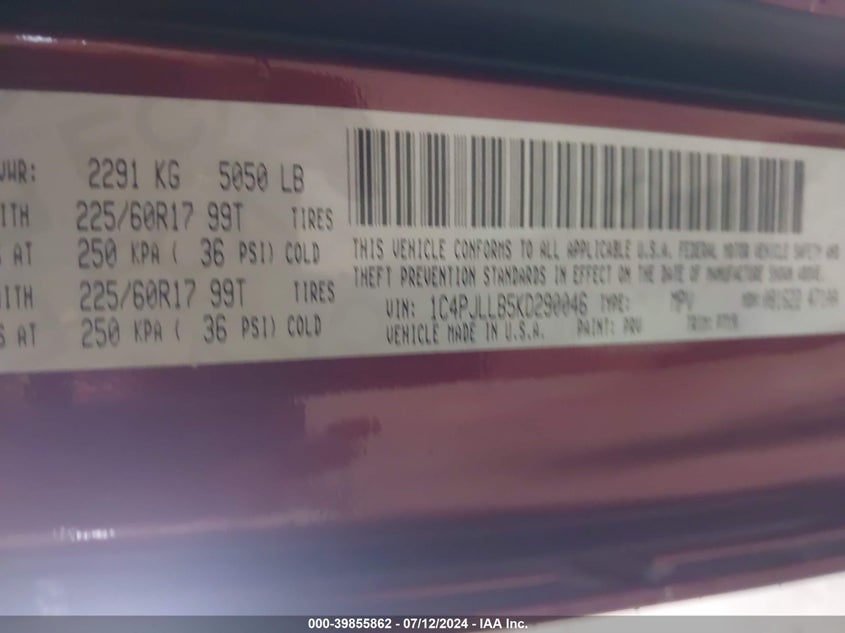 VWR: 2291 KG 5050 LB
ITH 225/60R17 99T TIRES
S AT 250 KPA ( 36 PSI) COLD
ITH 225/60R17 99T TIRES
S AT 250 KPA ( 36 PSI) COLD
THIS VEHICLE CONFORMS TO ALL APPLICABLE U.S.A. FEDERAL MOTOR VEHICLE SAFETY AND
THEFT PREVENTION STANDARDS IN EFFECT ON THE DATE OF MANUFACTURE SHOWN ABOVE.
VIN: 1C4PJLLB5KD290046 TYPE: MPV MDH:
VEHICLE MADE IN U.S.A. PAINT: PRV TRIM:
000-39855862 - 07/12/2024 - IAA Inc.